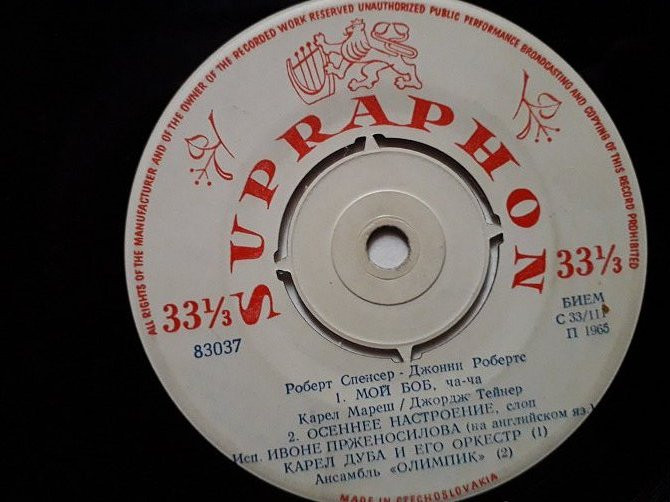 ALL RIGHTS OF THE MANUFACTURER AND OF THE OWNER OF THE RECORDED WORK RESERVED UNAUTHORIZED PUBLIC PERFORMANCE BROADCASTING AND COPYING OF THIS RECORD PROHIBITED
SUPRAPHON
33⅓
33⅓
83037
БИЕМ
С 33/11
П 1965
Роберт Спенсер - Джонни Робертс
1. МОЙ БОБ, ча-ча
Карел Мареш / Джордж Тейнер
2. ОСЕННЕЕ НАСТРОЕНИЕ, слоп
Исп. ИВОНЕ ПРЖЕНОСИЛОВА (на английском яз.)
КАРЕЛ ДУБА И ЕГО ОРКЕСТР (1)
Ансамбль «ОЛИМПИК» (2)
MADE IN CZECHOSLOVAKIA